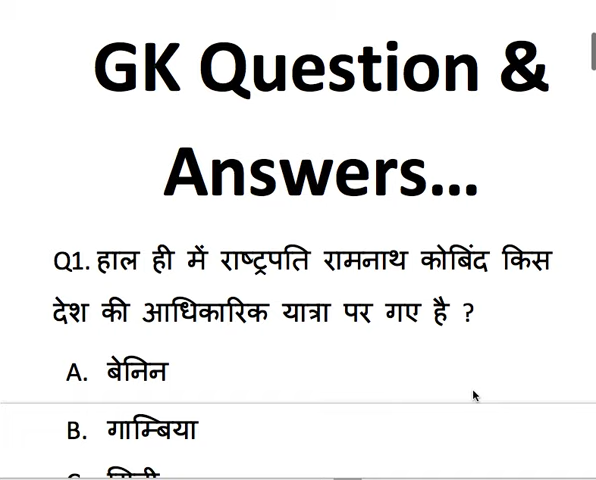 GK Question &
Answers...
Q1. हाल ही में राष्ट्रपति रामनाथ कोबिंद किस
देश की आधिकारिक यात्रा पर गए है ?
A. बेनिन
B. गाम्बिया